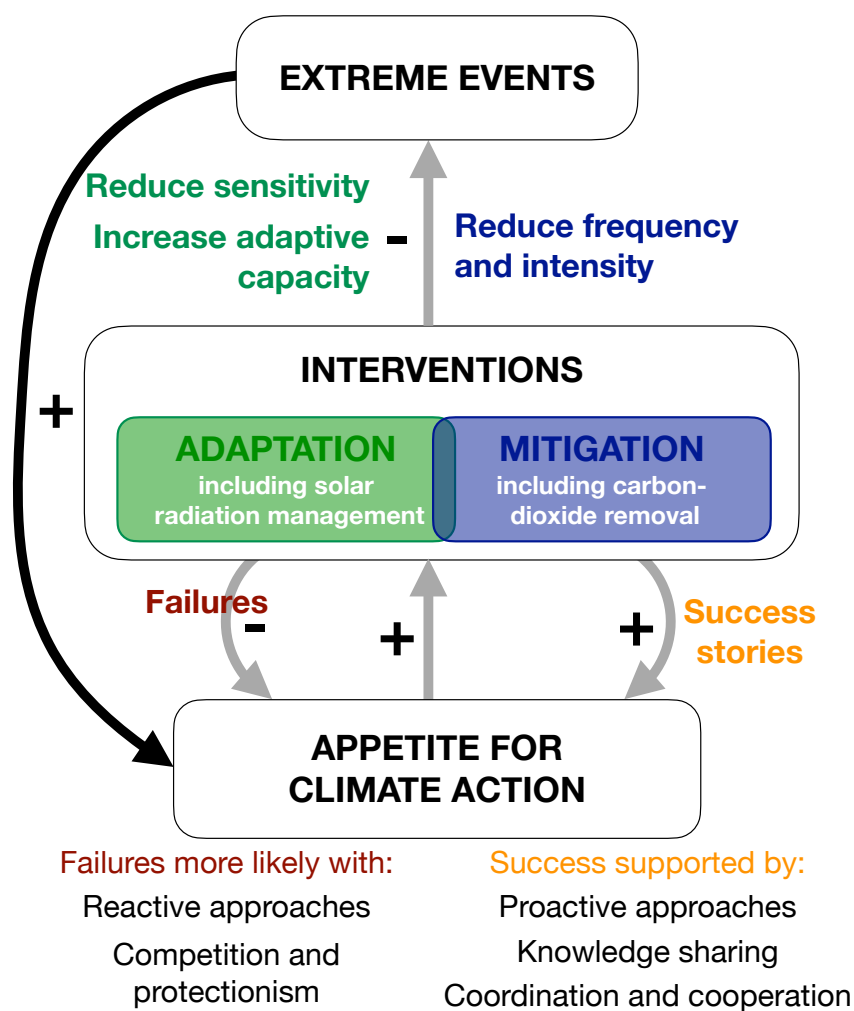 EXTREME EVENTS
Reduce sensitivity
Increase adaptive
capacity
-
Reduce frequency
and intensity
+
INTERVENTIONS
ADAPTATION
including solar
radiation management
MITIGATION
including carbon-
dioxide removal
Failures
-
+
+
Success
stories
APPETITE FOR
CLIMATE ACTION
Failures more likely with:
Reactive approaches
Competition and
protectionism
Success supported by:
Proactive approaches
Knowledge sharing
Coordination and cooperation